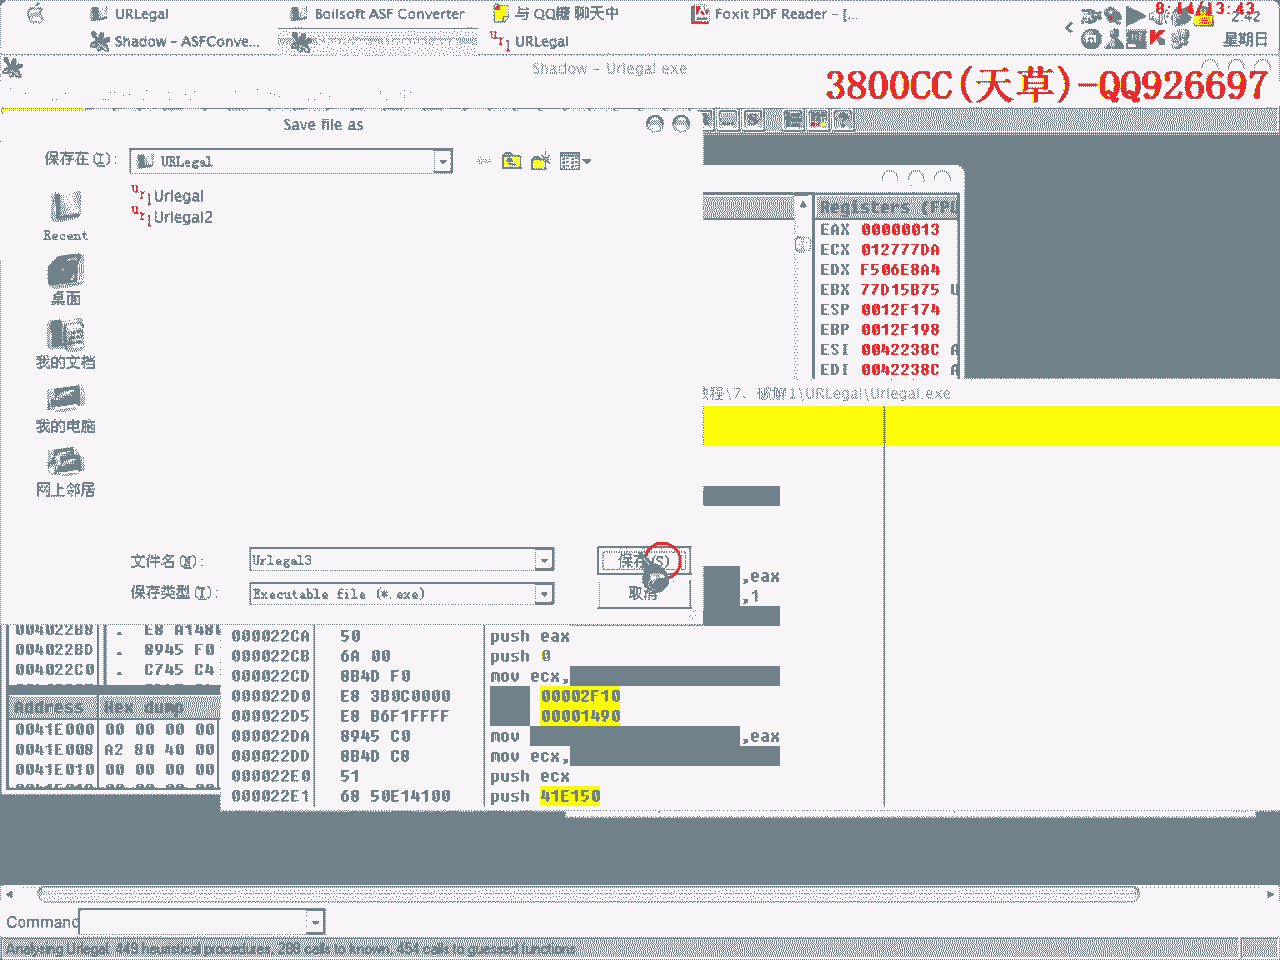 URLegal
Boilsoft ASF Converter
与 QQ糖 聊天中
Foxit PDF Reader - [...
8:14/13:43
2:42
Shadow - ASFConve...
URLegal
星期日
Shadow - Urlegal.exe
3800CC(天草)-QQ926697
Save file as
保存在(I):
URLegal
Urlegal
Urlegal2
Recent
桌面
我的文档
我的电脑
网上邻居
文件名(N):
Urlegal3
保存(S)
保存类型(T):
Executable file (*.exe)
取消
Registers (FPU
EAX 00000013
ECX 012777DA
EDX F506E8A4
EBX 77D15B75 U
ESP 0012F174
EBP 0012F198
ESI 0042238C A
EDI 0042238C A
教程\7、破解1\URLegal\Urlegal.exe
,eax
,1
004022B8 . E8 A148
004022BD . 8945 F0
004022C0 . C745 C4
000022CA 50 push eax
000022CB 6A 00 push 0
000022CD 8B4D F0 mov ecx,
000022D0 E8 3B0C0000 00002F10
000022D5 E8 B6F1FFFF 00001490
000022DA 8945 C0 mov ,eax
000022DD 8B4D C8 mov ecx,
000022E0 51 push ecx
000022E1 68 50E14100 push 41E150
Address Hex dump
0041E000 00 00 00 00
0041E008 A2 80 40 00
0041E010 00 00 00 00
Command
Analysing Urlegal: 449 heuristical procedures, 289 calls to known, 454 calls to guessed functions